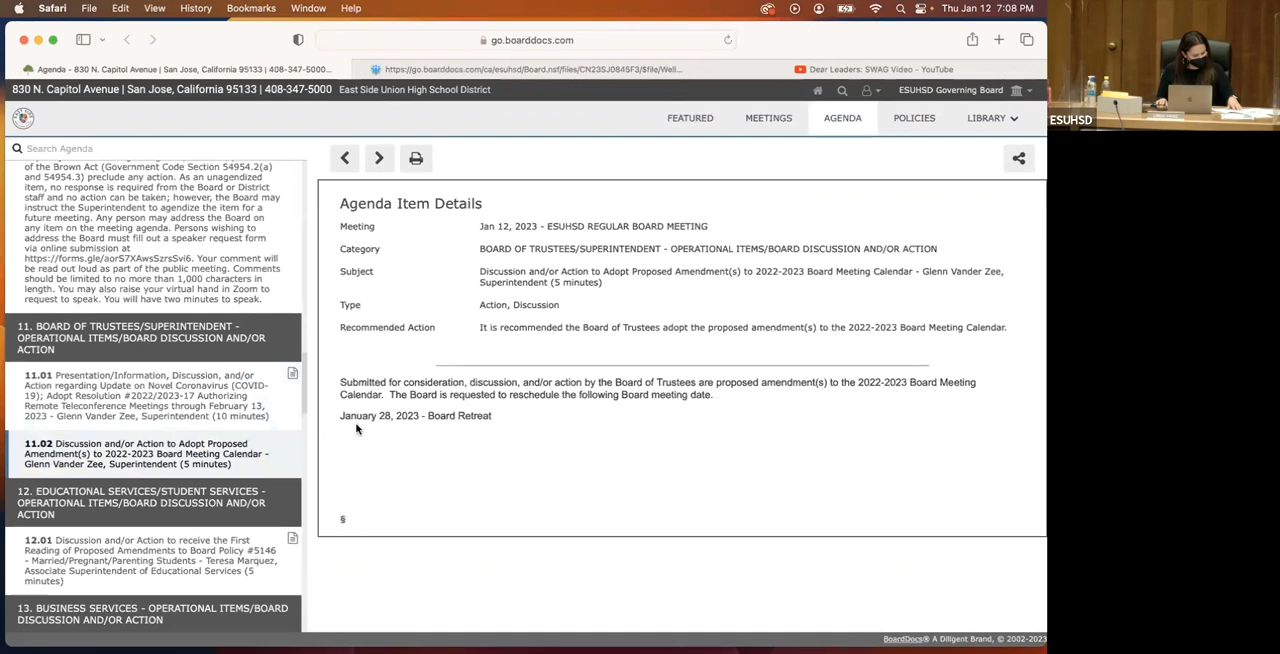 Safari File Edit View History Bookmarks Window Help Thu Jan 12 7:08 PM
go.boarddocs.com
Agenda - 830 N. Capitol Avenue | San Jose, California 95133 | 408-347-5000...
https://go.boarddocs.com/ca/esuhsd/Board.nsf/files/CN23SJ0845F3/$file/Well...
Dear Leaders: SWAG Video - YouTube
830 N. Capitol Avenue | San Jose, California 95133 | 408-347-5000 East Side Union High School District
ESUHSD Governing Board
FEATURED MEETINGS AGENDA POLICIES LIBRARY
Search Agenda
of the Brown Act (Government Code Section 54954.2(a)
and 54954.3) preclude any action. As an unagendized
item, no response is required from the Board or District
staff and no action can be taken; however, the Board may
instruct the Superintendent to agendize the item for a
future meeting. Any person may address the Board on
any item on the meeting agenda. Persons wishing to
address the Board must fill out a speaker request form
via online submission at
https://forms.gle/aorS7XAwsSzrsSvi6. Your comment will
be read out loud as part of the public meeting. Comments
should be limited to no more than 1,000 characters in
length. You may also raise your virtual hand in Zoom to
request to speak. You will have two minutes to speak.
11. BOARD OF TRUSTEES/SUPERINTENDENT -
OPERATIONAL ITEMS/BOARD DISCUSSION AND/OR
ACTION
11.01 Presentation/Information, Discussion, and/or
Action regarding Update on Novel Coronavirus (COVID-
19); Adopt Resolution #2022/2023-17 Authorizing
Remote Teleconference Meetings through February 13,
2023 - Glenn Vander Zee, Superintendent (10 minutes)
11.02 Discussion and/or Action to Adopt Proposed
Amendment(s) to 2022-2023 Board Meeting Calendar -
Glenn Vander Zee, Superintendent (5 minutes)
12. EDUCATIONAL SERVICES/STUDENT SERVICES -
OPERATIONAL ITEMS/BOARD DISCUSSION AND/OR
ACTION
12.01 Discussion and/or Action to receive the First
Reading of Proposed Amendments to Board Policy #5146
- Married/Pregnant/Parenting Students - Teresa Marquez,
Associate Superintendent of Educational Services (5
minutes)
13. BUSINESS SERVICES - OPERATIONAL ITEMS/BOARD
DISCUSSION AND/OR ACTION
Agenda Item Details
Meeting Jan 12, 2023 - ESUHSD REGULAR BOARD MEETING
Category BOARD OF TRUSTEES/SUPERINTENDENT - OPERATIONAL ITEMS/BOARD DISCUSSION AND/OR ACTION
Subject Discussion and/or Action to Adopt Proposed Amendment(s) to 2022-2023 Board Meeting Calendar - Glenn Vander Zee,
Superintendent (5 minutes)
Type Action, Discussion
Recommended Action It is recommended the Board of Trustees adopt the proposed amendment(s) to the 2022-2023 Board Meeting Calendar.
Submitted for consideration, discussion, and/or action by the Board of Trustees are proposed amendment(s) to the 2022-2023 Board Meeting
Calendar. The Board is requested to reschedule the following Board meeting date.
January 28, 2023 - Board Retreat
§
BoardDocs® A Diligent Brand, © 2002-2023
ESUHSD